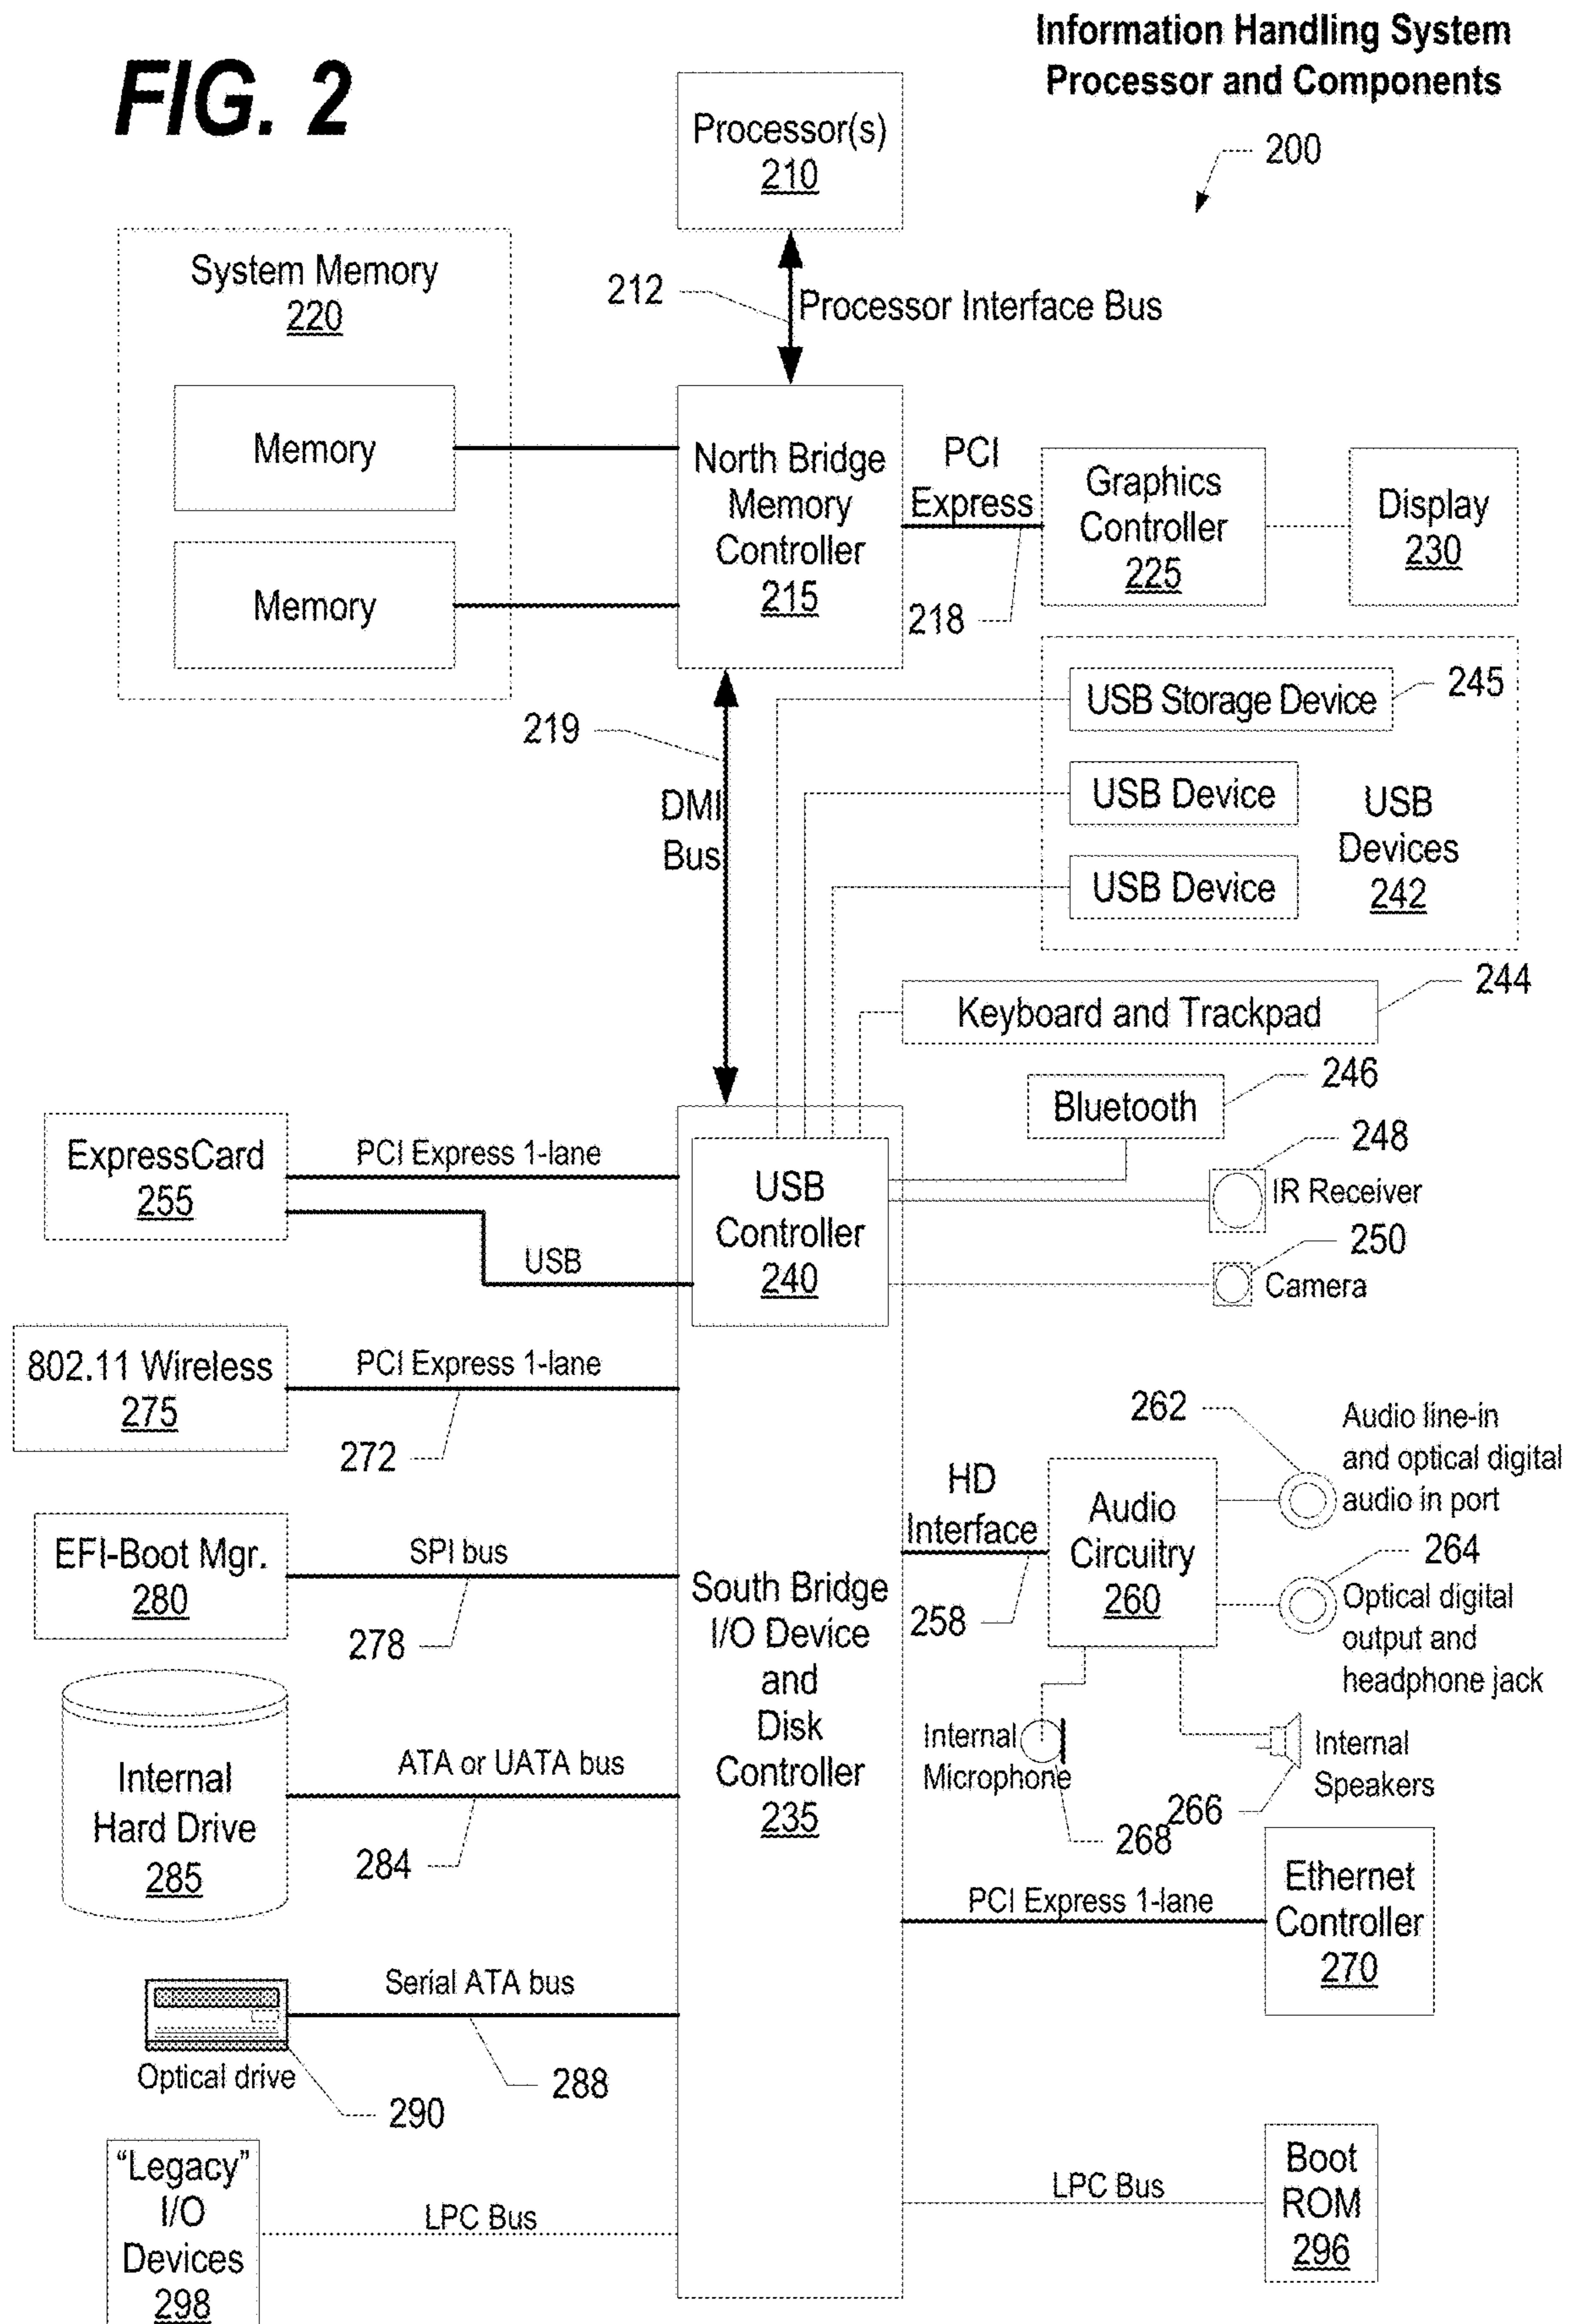 FIG. 2
Information Handling System
Processor and Components
200
Processor(s)
210
212
Processor Interface Bus
System Memory
220
Memory
Memory
North Bridge
Memory
Controller
215
PCI
Express
218
Graphics
Controller
225
Display
230
219
DMI
Bus
USB Storage Device
245
USB Device
USB Device
USB
Devices
242
Keyboard and Trackpad
244
Bluetooth
246
248
IR Receiver
250
Camera
ExpressCard
255
PCI Express 1-lane
USB
USB
Controller
240
802.11 Wireless
275
PCI Express 1-lane
272
EFI-Boot Mgr.
280
SPI bus
278
South Bridge
I/O Device
and
Disk
Controller
235
HD
Interface
258
Audio
Circuitry
260
262
Audio line-in
and optical digital
audio in port
264
Optical digital
output and
headphone jack
Internal
Microphone
268
Internal
Speakers
266
Internal
Hard Drive
285
ATA or UATA bus
284
PCI Express 1-lane
Ethernet
Controller
270
Serial ATA bus
288
Optical drive
290
"Legacy"
I/O
Devices
298
LPC Bus
LPC Bus
Boot
ROM
296